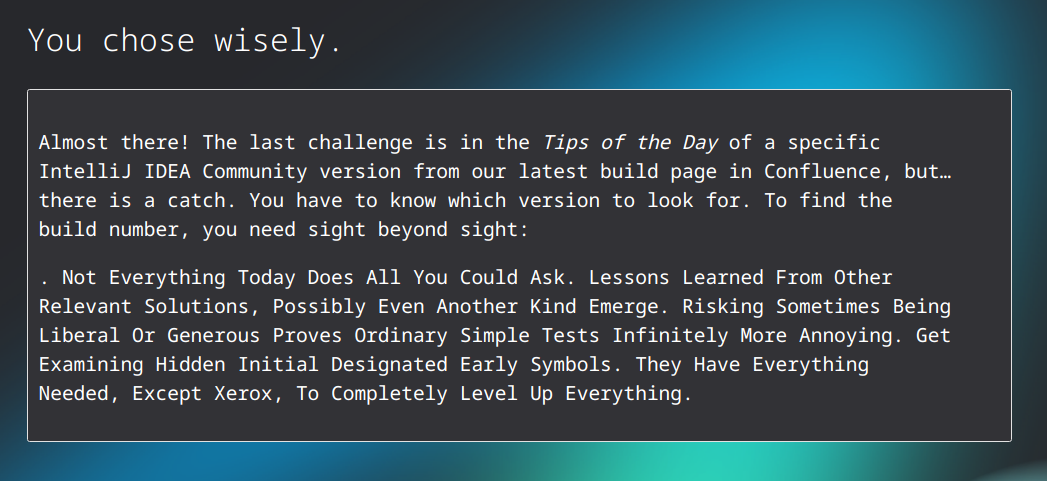 You chose wisely.
Almost there! The last challenge is in the Tips of the Day of a specific
IntelliJ IDEA Community version from our latest build page in Confluence, but…
there is a catch. You have to know which version to look for. To find the
build number, you need sight beyond sight:
. Not Everything Today Does All You Could Ask. Lessons Learned From Other
Relevant Solutions, Possibly Even Another Kind Emerge. Risking Sometimes Being
Liberal Or Generous Proves Ordinary Simple Tests Infinitely More Annoying. Get
Examining Hidden Initial Designated Early Symbols. They Have Everything
Needed, Except Xerox, To Completely Level Up Everything.